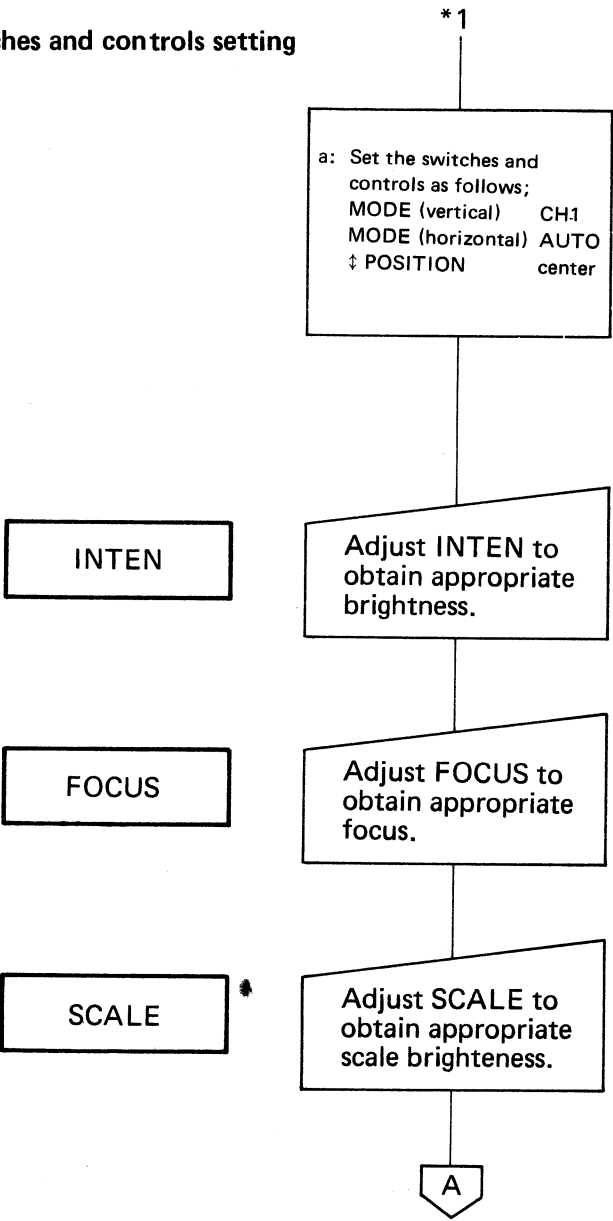 *1
hes and controls setting
a: Set the switches and
controls as follows;
MODE (vertical) CH.1
MODE (horizontal) AUTO
↕ POSITION center
INTEN
Adjust INTEN to
obtain appropriate
brightness.
FOCUS
Adjust FOCUS to
obtain appropriate
focus.
SCALE
Adjust SCALE to
obtain appropriate
scale brighteness.
A